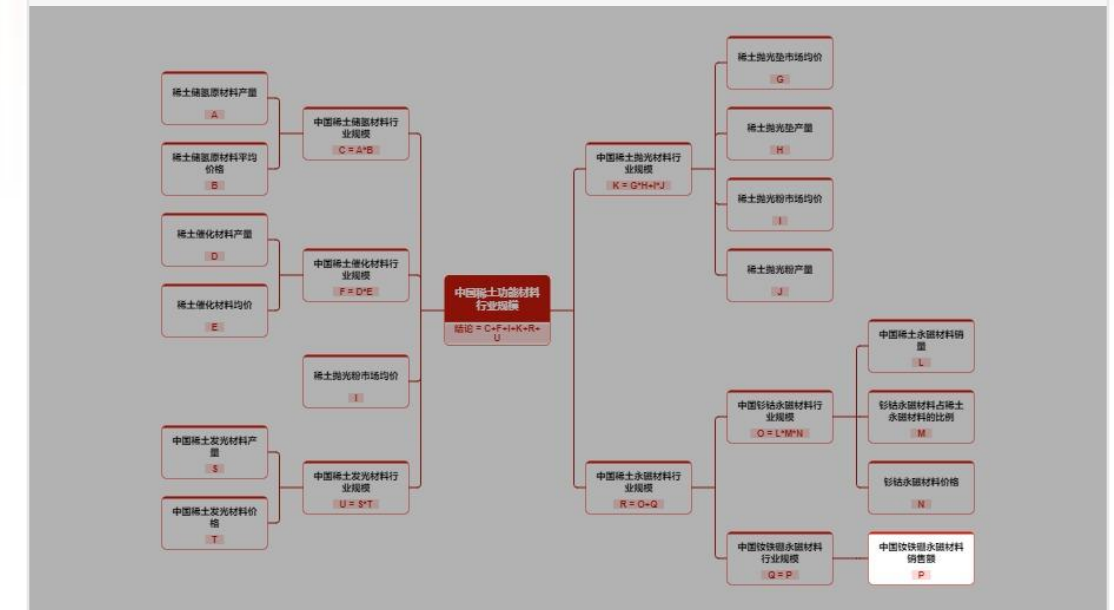 稀土储氢原材料产量
A
稀土储氢原材料平均
价格
B
中国稀土储氢材料行
业规模
C = A*B
稀土催化材料产量
D
稀土催化材料均价
E
中国稀土催化材料行
业规模
F = D*E
稀土抛光粉市场均价
I
中国稀土发光材料产
量
S
中国稀土发光材料价
格
T
中国稀土发光材料行
业规模
U = S*T
中国稀土功能材料
行业规模
结论 = C+F+I+K+R+
U
中国稀土抛光材料行
业规模
K = G*H+I*J
稀土抛光垫市场均价
G
稀土抛光垫产量
H
稀土抛光粉市场均价
I
稀土抛光粉产量
J
中国稀土永磁材料行
业规模
R = O+Q
中国钐钴永磁材料行
业规模
O = L*M*N
中国稀土永磁材料销
量
L
钐钴永磁材料占稀土
永磁材料的比例
M
钐钴永磁材料价格
N
中国钕铁硼永磁材料
行业规模
Q = P
中国钕铁硼永磁材料
销售额
P